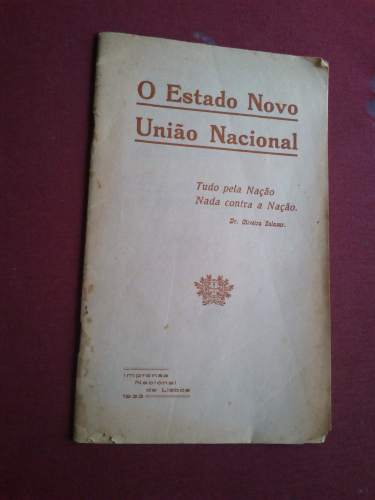 O Estado Novo
União Nacional
Tudo pela Nação
Nada contra a Nação.
Dr. Oliveira Salazar.
Imprensa
Nacional
de Lisboa
1933